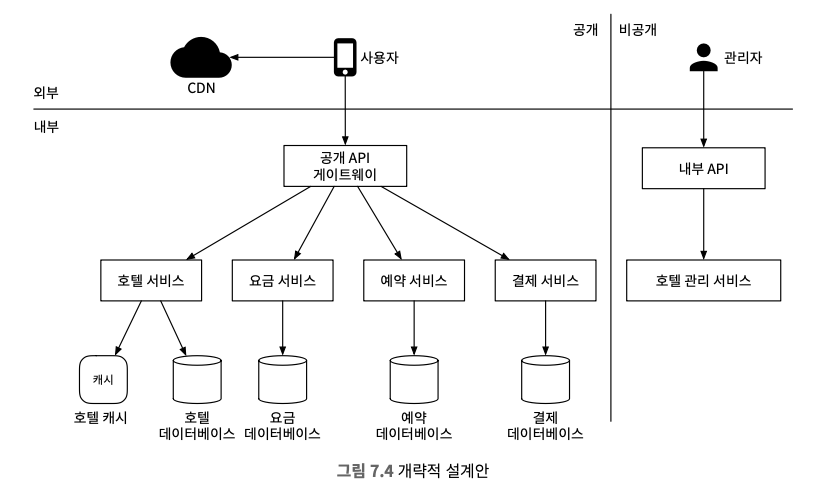 공개
비공개
사용자
관리자
CDN
외부
내부
공개 API
게이트웨이
내부 API
호텔 서비스
요금 서비스
예약 서비스
결제 서비스
호텔 관리 서비스
캐시
호텔 캐시
호텔
데이터베이스
요금
데이터베이스
예약
데이터베이스
결제
데이터베이스
그림 7.4 개략적 설계안